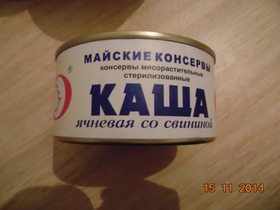 МАЙСКИЕ КОНСЕРВЫ
консервы мясорастительные
стерилизованные
®
КАША
ячневая со свининой
15 11 2014